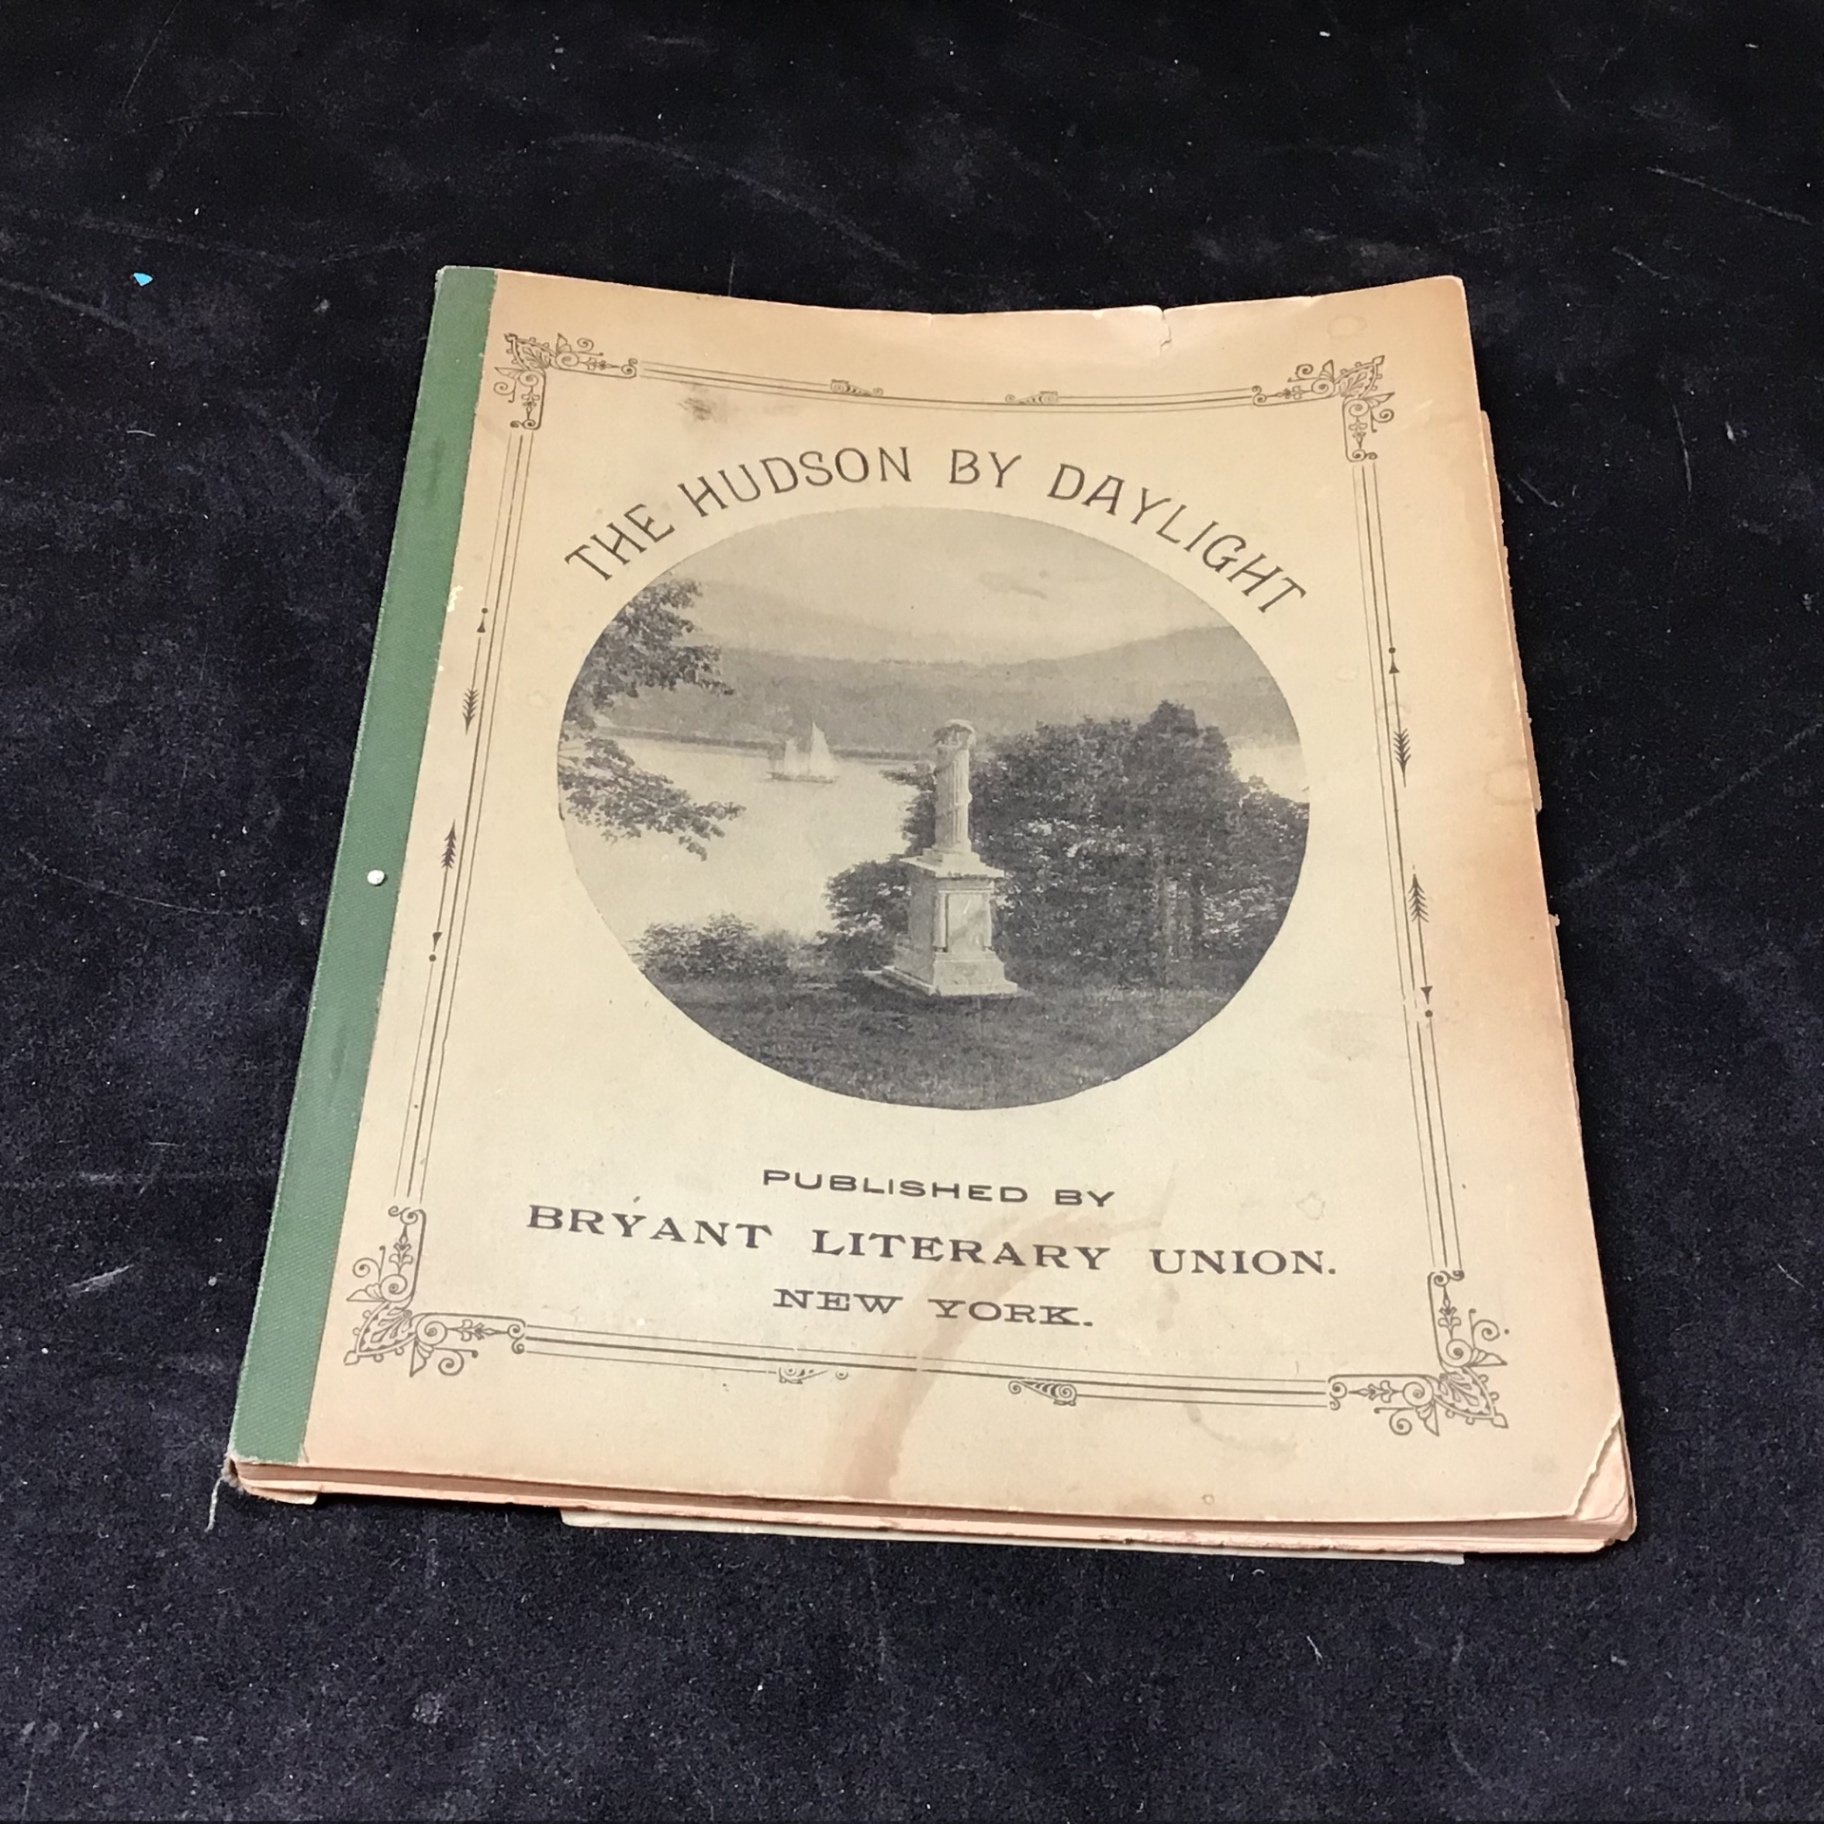 THE HUDSON BY DAYLIGHT
PUBLISHED BY
BRYANT LITERARY UNION.
NEW YORK.